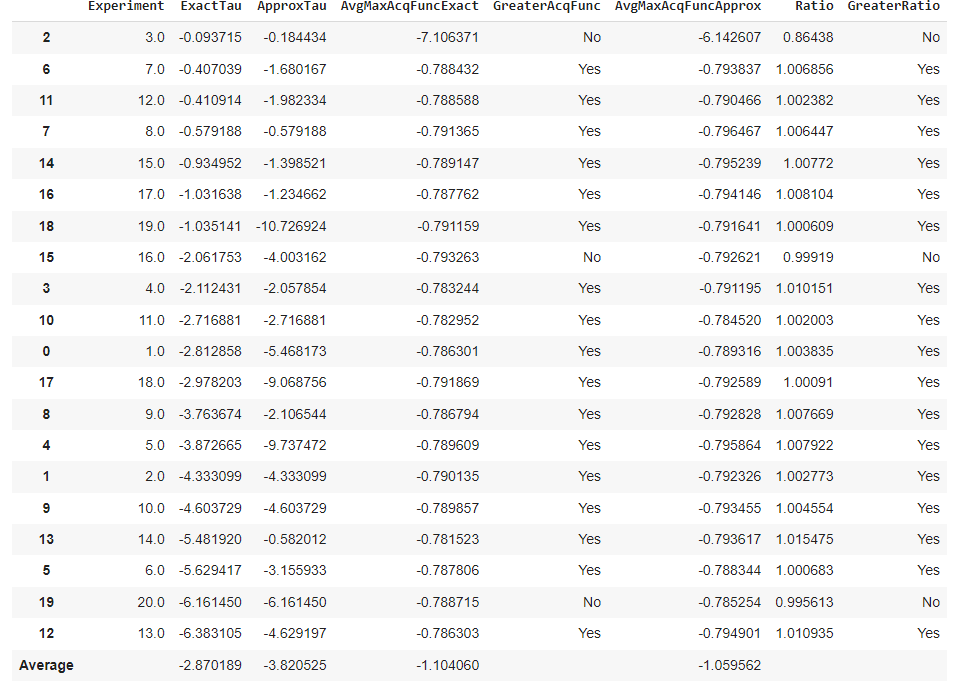 Experiment ExactTau ApproxTau AvgMaxAcqFuncExact GreaterAcqFunc AvgMaxAcqFuncApprox Ratio GreaterRatio
2 3.0 -0.093715 -0.184434 -7.106371 No -6.142607 0.86438 No
6 7.0 -0.407039 -1.680167 -0.788432 Yes -0.793837 1.006856 Yes
11 12.0 -0.410914 -1.982334 -0.788588 Yes -0.790466 1.002382 Yes
7 8.0 -0.579188 -0.579188 -0.791365 Yes -0.796467 1.006447 Yes
14 15.0 -0.934952 -1.398521 -0.789147 Yes -0.795239 1.00772 Yes
16 17.0 -1.031638 -1.234662 -0.787762 Yes -0.794146 1.008104 Yes
18 19.0 -1.035141 -10.726924 -0.791159 Yes -0.791641 1.000609 Yes
15 16.0 -2.061753 -4.003162 -0.793263 No -0.792621 0.99919 No
3 4.0 -2.112431 -2.057854 -0.783244 Yes -0.791195 1.010151 Yes
10 11.0 -2.716881 -2.716881 -0.782952 Yes -0.784520 1.002003 Yes
0 1.0 -2.812858 -5.468173 -0.786301 Yes -0.789316 1.003835 Yes
17 18.0 -2.978203 -9.068756 -0.791869 Yes -0.792589 1.00091 Yes
8 9.0 -3.763674 -2.106544 -0.786794 Yes -0.792828 1.007669 Yes
4 5.0 -3.872665 -9.737472 -0.789609 Yes -0.795864 1.007922 Yes
1 2.0 -4.333099 -4.333099 -0.790135 Yes -0.792326 1.002773 Yes
9 10.0 -4.603729 -4.603729 -0.789857 Yes -0.793455 1.004554 Yes
13 14.0 -5.481920 -0.582012 -0.781523 Yes -0.793617 1.015475 Yes
5 6.0 -5.629417 -3.155933 -0.787806 Yes -0.788344 1.000683 Yes
19 20.0 -6.161450 -6.161450 -0.788715 No -0.785254 0.995613 No
12 13.0 -6.383105 -4.629197 -0.786303 Yes -0.794901 1.010935 Yes
Average -2.870189 -3.820525 -1.104060 -1.059562